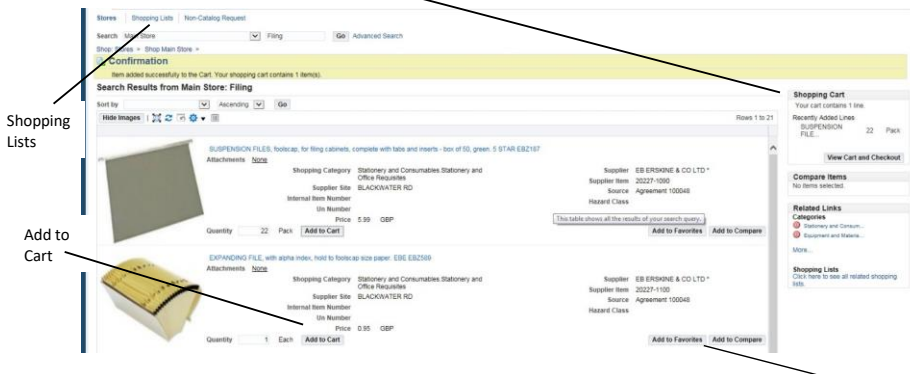 Stores Shopping Lists Non-Catalog Request
Search Main Store Filing Go Advanced Search
Shop: Stores > Shop Main Store >
Confirmation
Item added successfully to the Cart. Your shopping cart contains 1 item(s).
Search Results from Main Store: Filing
Sort by Ascending Go
Hide Images Rows 1 to 21
SUSPENSION FILES, foolscap, for filing cabinets, complete with tabs and inserts - box of 50, green. 5 STAR EBZ167
Attachments None
Shopping Category Stationery and Consumables.Stationery and Office Requisites
Supplier Site BLACKWATER RD
Internal Item Number
Un Number
Price 5.99 GBP
Supplier EB ERSKINE & CO LTD *
Supplier Item 20227-1090
Source Agreement 100048
Hazard Class
This table shows all the results of your search query.
Quantity 22 Pack Add to Cart Add to Favorites Add to Compare
EXPANDING FILE, with alpha index, hold to foolscap size paper. EBE EBZ589
Attachments None
Shopping Category Stationery and Consumables.Stationery and Office Requisites
Supplier Site BLACKWATER RD
Internal Item Number
Un Number
Price 0.95 GBP
Supplier EB ERSKINE & CO LTD *
Supplier Item 20227-1100
Source Agreement 100048
Hazard Class
Quantity 1 Each Add to Cart Add to Favorites Add to Compare
Shopping Cart
Your cart contains 1 line.
Recently Added Lines
SUSPENSION FILE... 22 Pack
View Cart and Checkout
Compare Items
No items selected.
Related Links
Categories
Stationery and Consum...
Equipment and Materia...
More...
Shopping Lists
Click here to see all related shopping lists.
Shopping
Lists
Add to
Cart